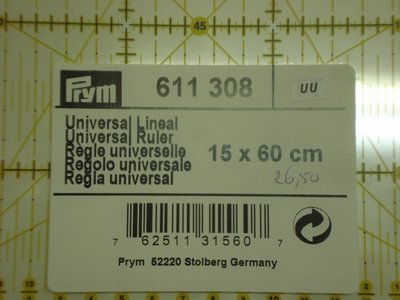 45
Prym
611 308
UU
Universal Lineal
Universal Ruler
Règle universelle
Regolo universale
Regla universal
15 x 60 cm
26,50
7 62511 31560 7
Prym 52220 Stolberg Germany